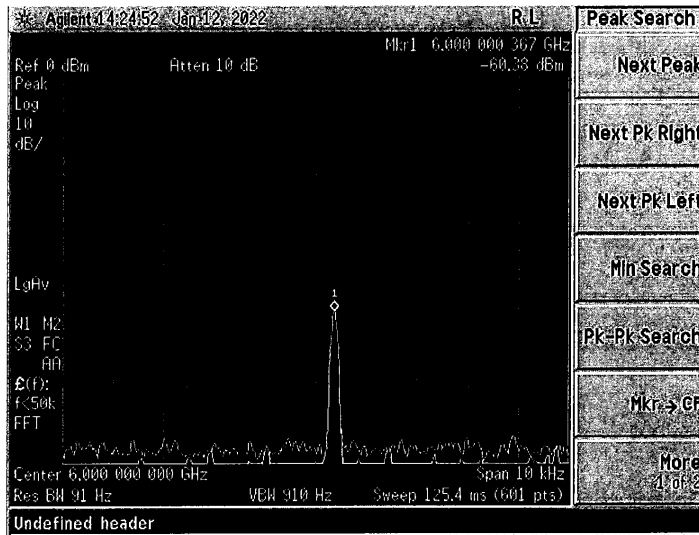 Agilent 14:24:52 Jan 12, 2022 R L
Mkr1 6.000 000 367 GHz
Ref 0 dBm Atten 10 dB -60.38 dBm
Peak
Log
10
dB/
1
LgAv
W1 M2
S3 FC
AA
£(f):
f<50k
FFT
Center 6.000 000 000 GHz Span 10 kHz
Res BW 91 Hz VBW 910 Hz Sweep 125.4 ms (601 pts)
Undefined header
Peak Search
Next Peak
Next Pk Right
Next Pk Left
Min Search
Pk-Pk Search
Mkr → CF
More
1 of 2